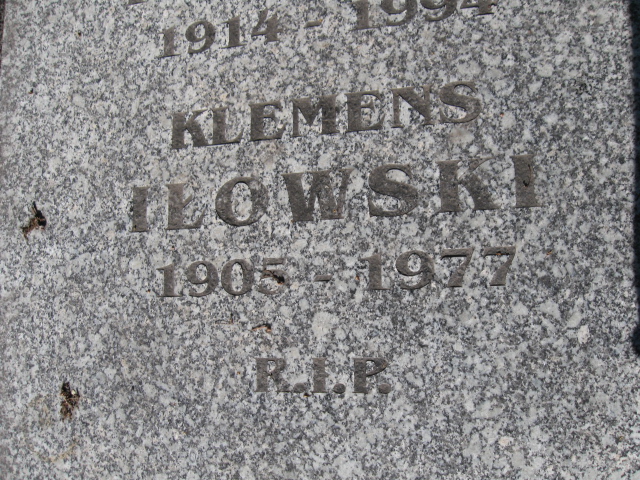 1914 - 1994
KLEMENS
IŁOWSKI
1905 - 1977
R.I.P.